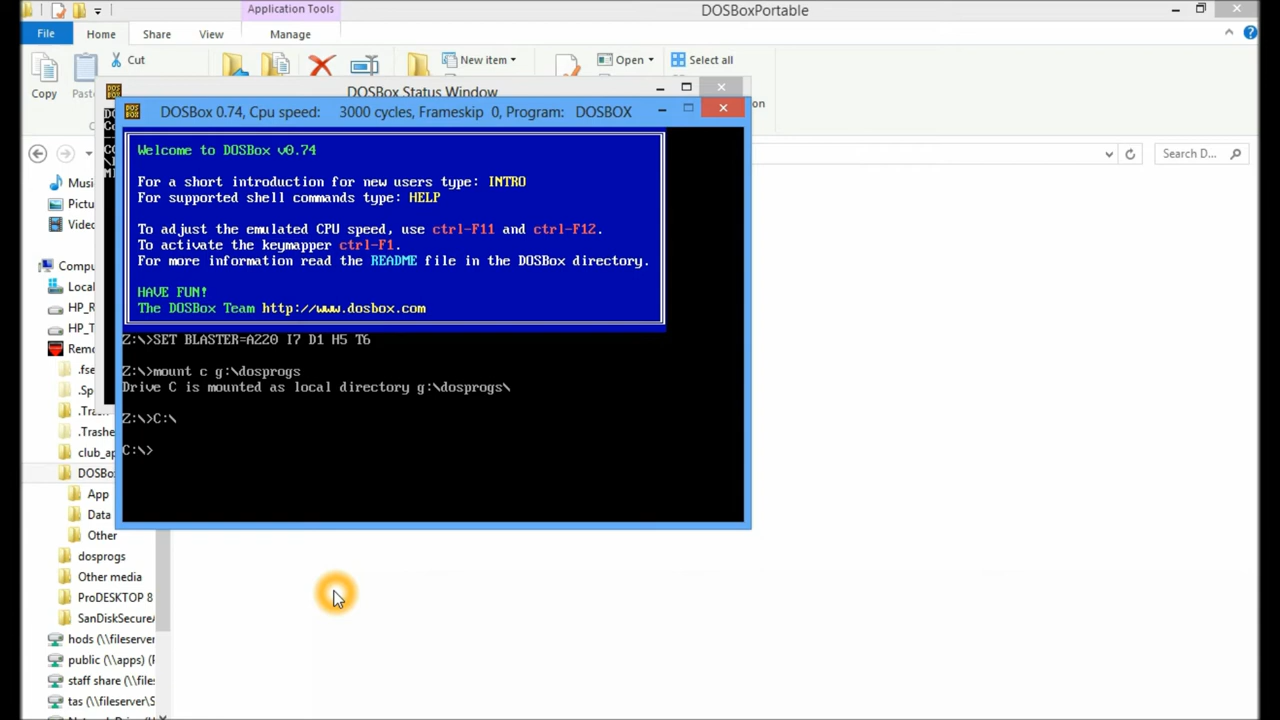 Application Tools
DOSBoxPortable
File
Home
Share
View
Manage
Copy
Cut
New item
Open
Select all
DOSBox Status Window
DOSBox 0.74, Cpu speed: 3000 cycles, Frameskip 0, Program: DOSBOX
Welcome to DOSBox v0.74
For a short introduction for new users type: INTRO
For supported shell commands type: HELP
To adjust the emulated CPU speed, use ctrl-F11 and ctrl-F12.
To activate the keymapper ctrl-F1.
For more information read the README file in the DOSBox directory.
HAVE FUN!
The DOSBox Team http://www.dosbox.com
Z:\>SET BLASTER=A220 I7 D1 H5 T6
Z:\>mount c g:\dosprogs
Drive C is mounted as local directory g:\dosprogs\
Z:\>C:\
C:\>
Search D...
Musi
Pictu
Video
Compu
Local
HP_R
HP_T
Remo
.fse
.Sp
.Tra
.Trashe
club_ap
DOSBo
App
Data
Other
dosprogs
Other media
ProDESKTOP 8
SanDiskSecureA
hods (\\fileserver
public (\\apps) (P
staff share (\\files
tas (\\fileserver\S